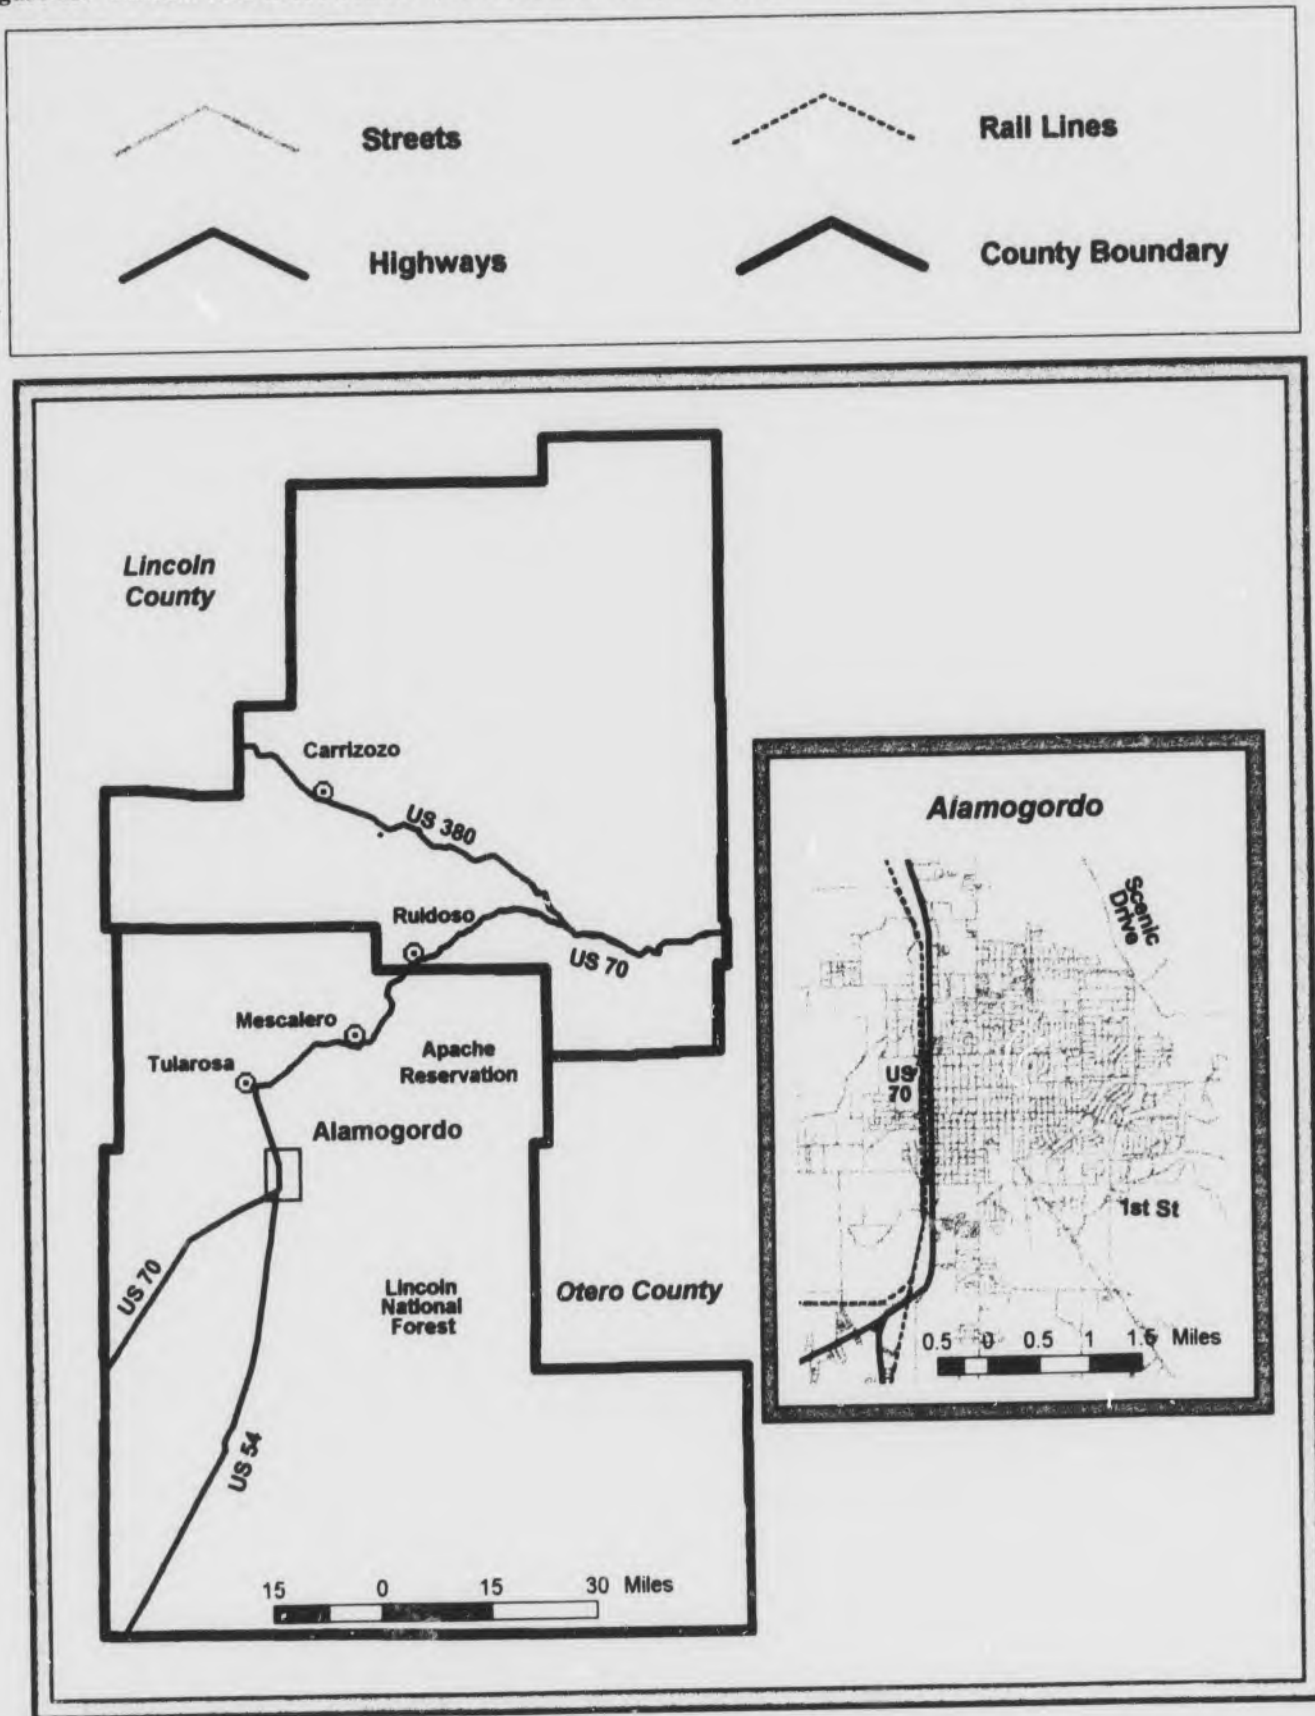 Streets
Rail Lines
Highways
County Boundary
Lincoln
County
Carrizozo
US 380
Ruidoso
US 70
Mescalero
Tularosa
Apache
Reservation
Alamogordo
US 70
Lincoln
National
Forest
Otero County
US 54
15 0 15 30 Miles
Alamogordo
Scenic
Drive
US
70
1st St
0.5 0 0.5 1 1.5 Miles